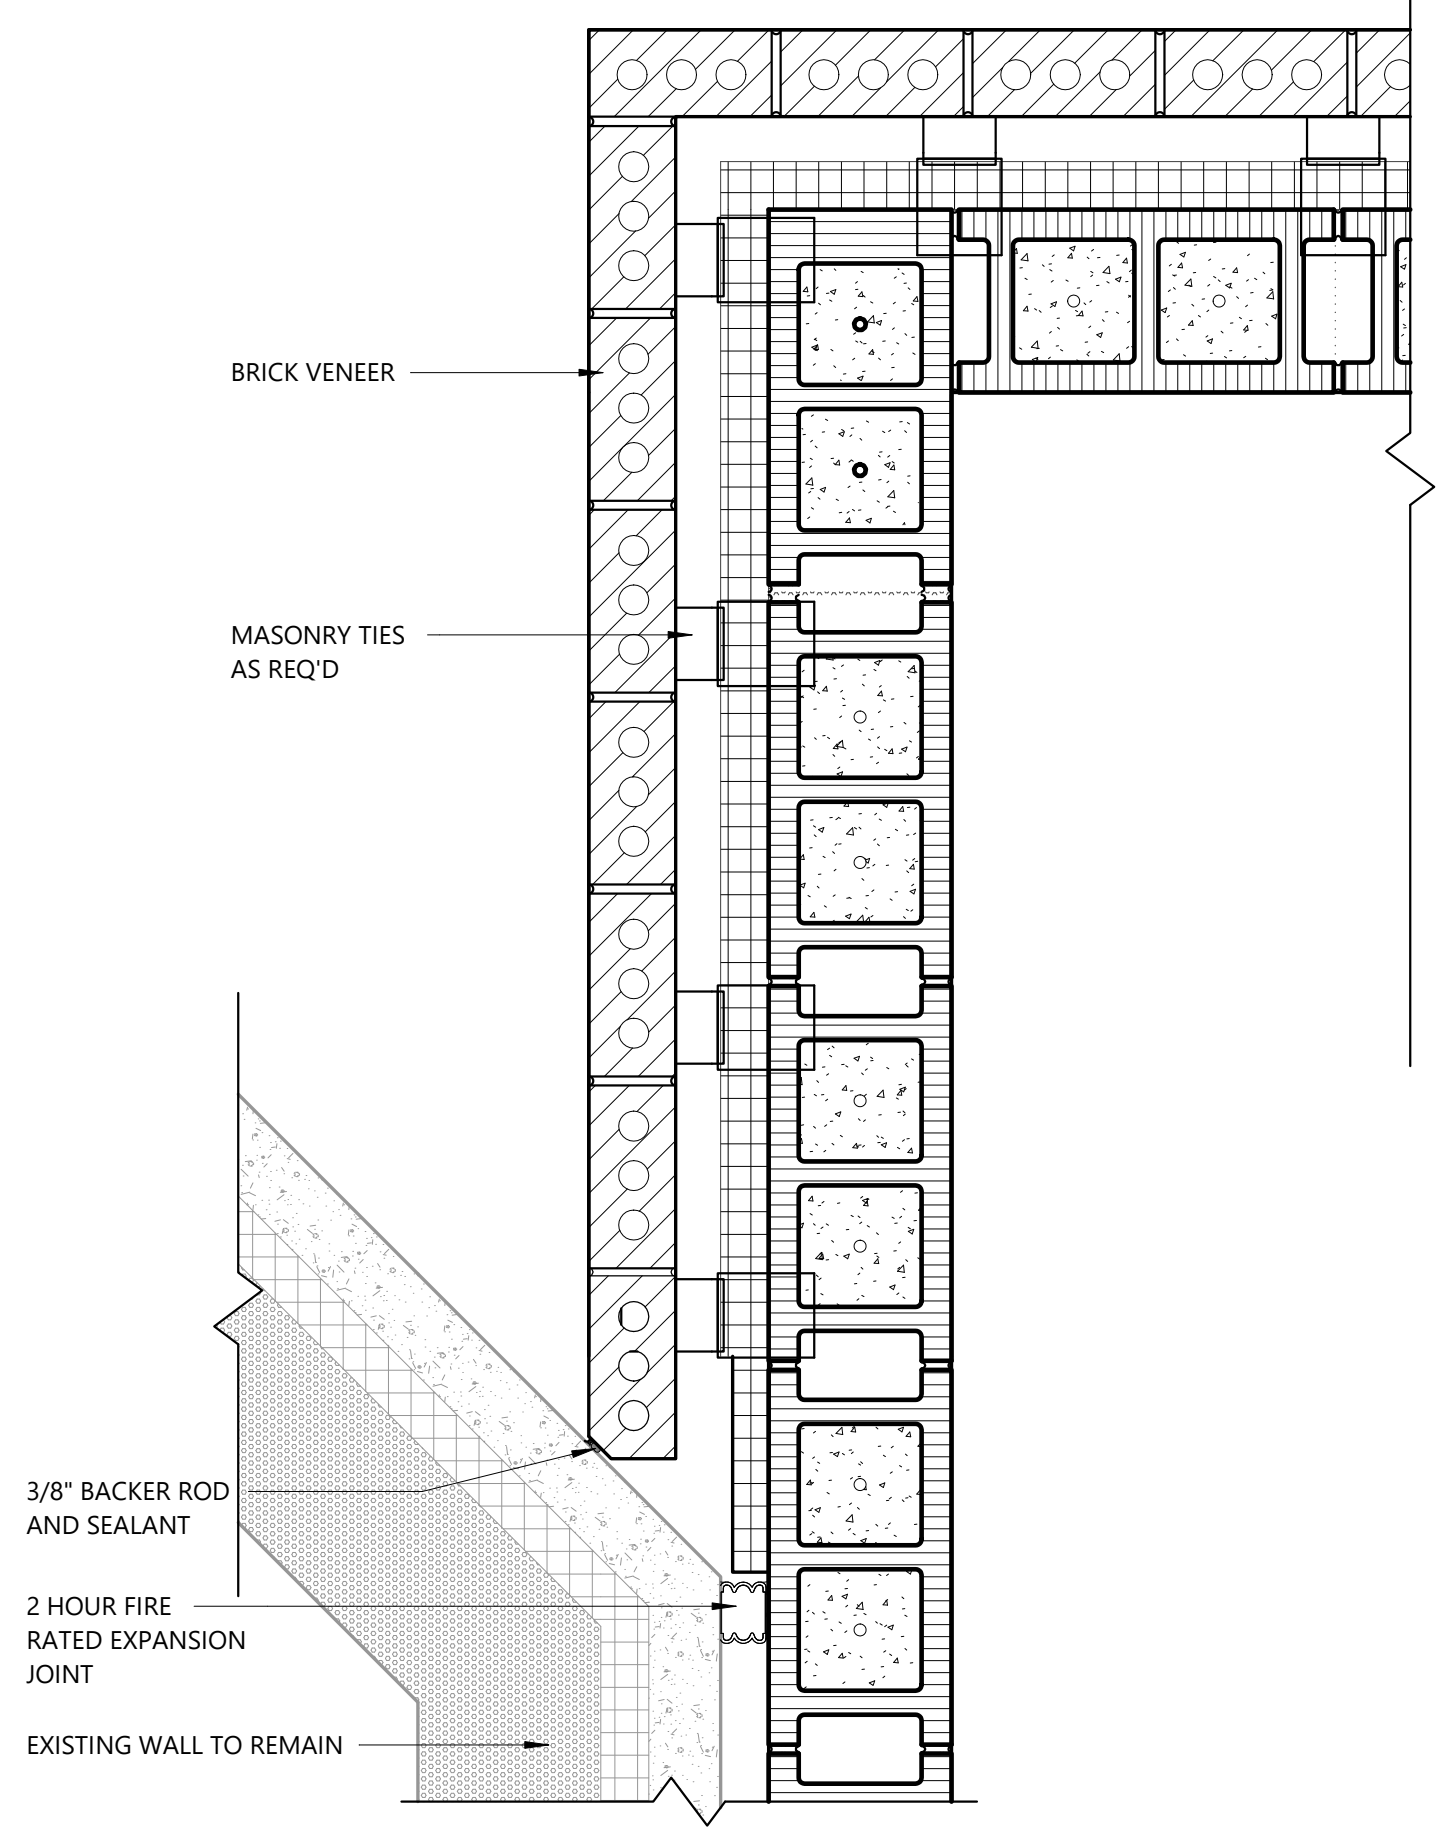 BRICK VENEER
MASONRY TIES
AS REQ'D
3/8" BACKER ROD
AND SEALANT
2 HOUR FIRE
RATED EXPANSION
JOINT
EXISTING WALL TO REMAIN